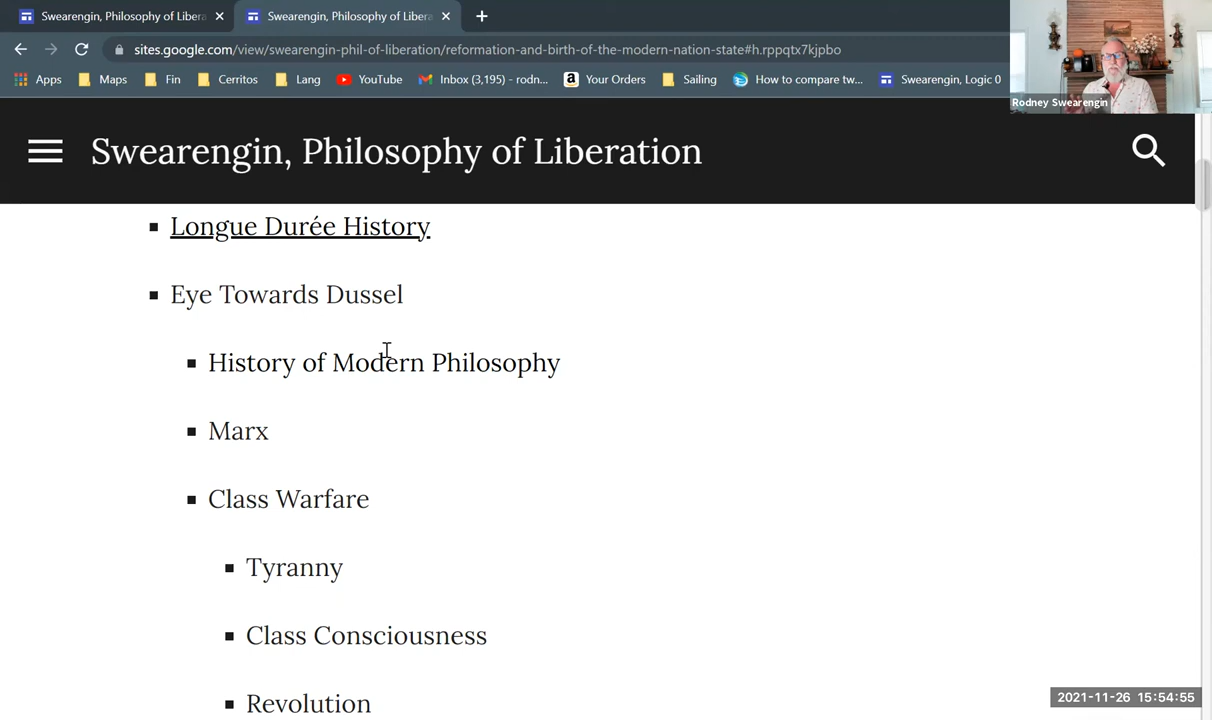 Swearengin, Philosophy of Libera
Swearengin, Philosophy of Libera
sites.google.com/view/swearengin-phil-of-liberation/reformation-and-birth-of-the-modern-nation-state#h.rppqtx7kjpbo
Apps Maps Fin Cerritos Lang YouTube Inbox (3,195) - rodn... Your Orders Sailing How to compare tw... Swearengin, Logic 0
Rodney Swearengin
Swearengin, Philosophy of Liberation
Longue Durée History
Eye Towards Dussel
History of Modern Philosophy
Marx
Class Warfare
Tyranny
Class Consciousness
Revolution
2021-11-26 15:54:55